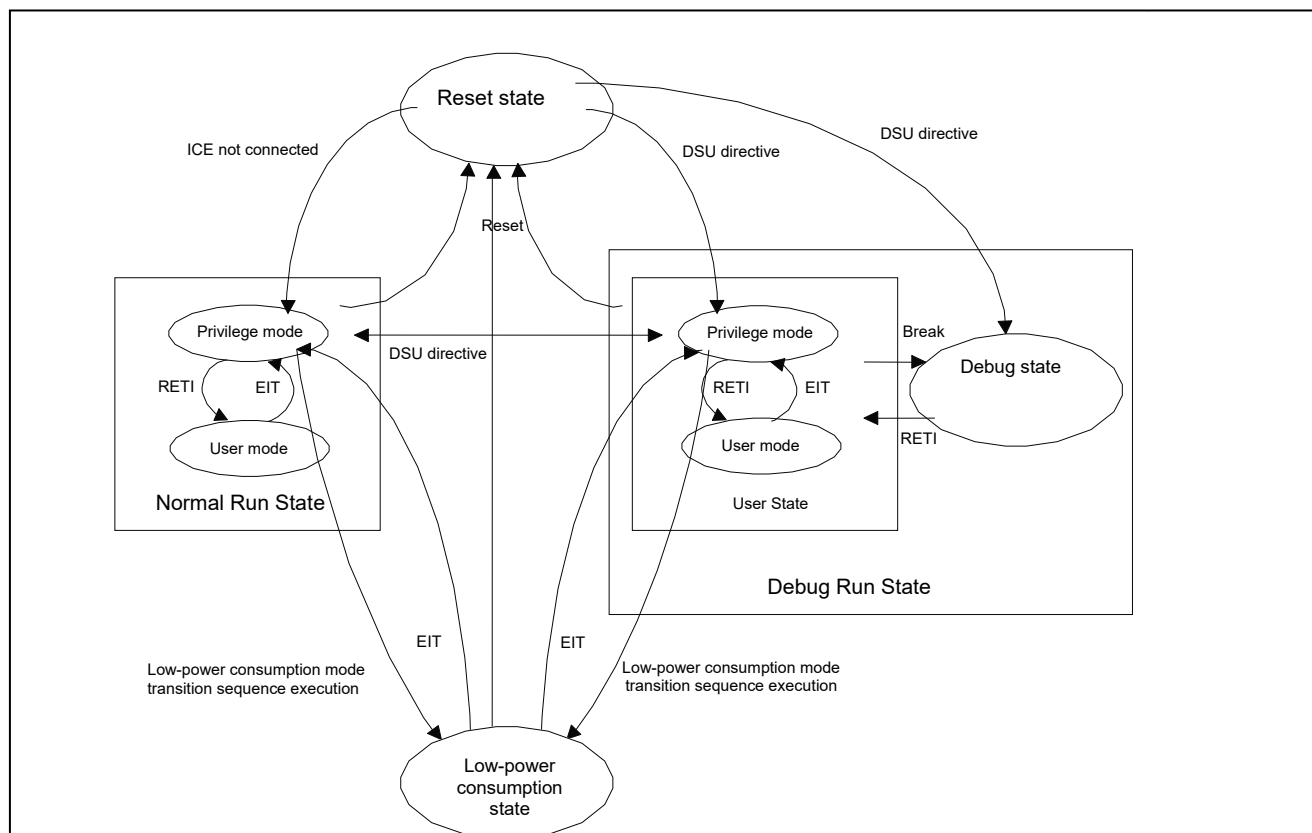 Reset state
DSU directive
ICE not connected
DSU directive
Reset
Privilege mode
Privilege mode
Break
DSU directive
Debug state
RETI
EIT
RETI
EIT
User mode
User mode
RETI
Normal Run State
User State
Debug Run State
EIT
EIT
Low-power consumption mode
transition sequence execution
Low-power consumption mode
transition sequence execution
Low-power
consumption
state